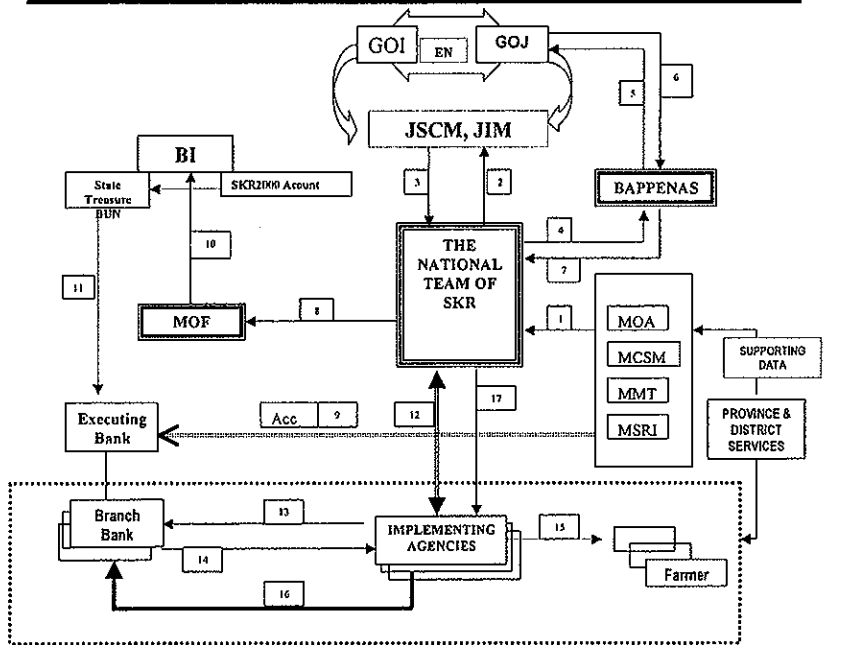 GOI
EN
GOJ
5
6
JSCM, JIM
BI
State
Treasure
BUN
SKR2000 Acount
3
2
BAPPENAS
4
7
THE
NATIONAL
TEAM OF
SKR
10
11
MOF
8
1
MOA
MCSM
MMT
MSRI
SUPPORTING
DATA
PROVINCE &
DISTRICT
SERVICES
Executing
Bank
Acc
9
12
17
Branch
Bank
13
14
IMPLEMENTING
AGENCIES
15
Farmer
16